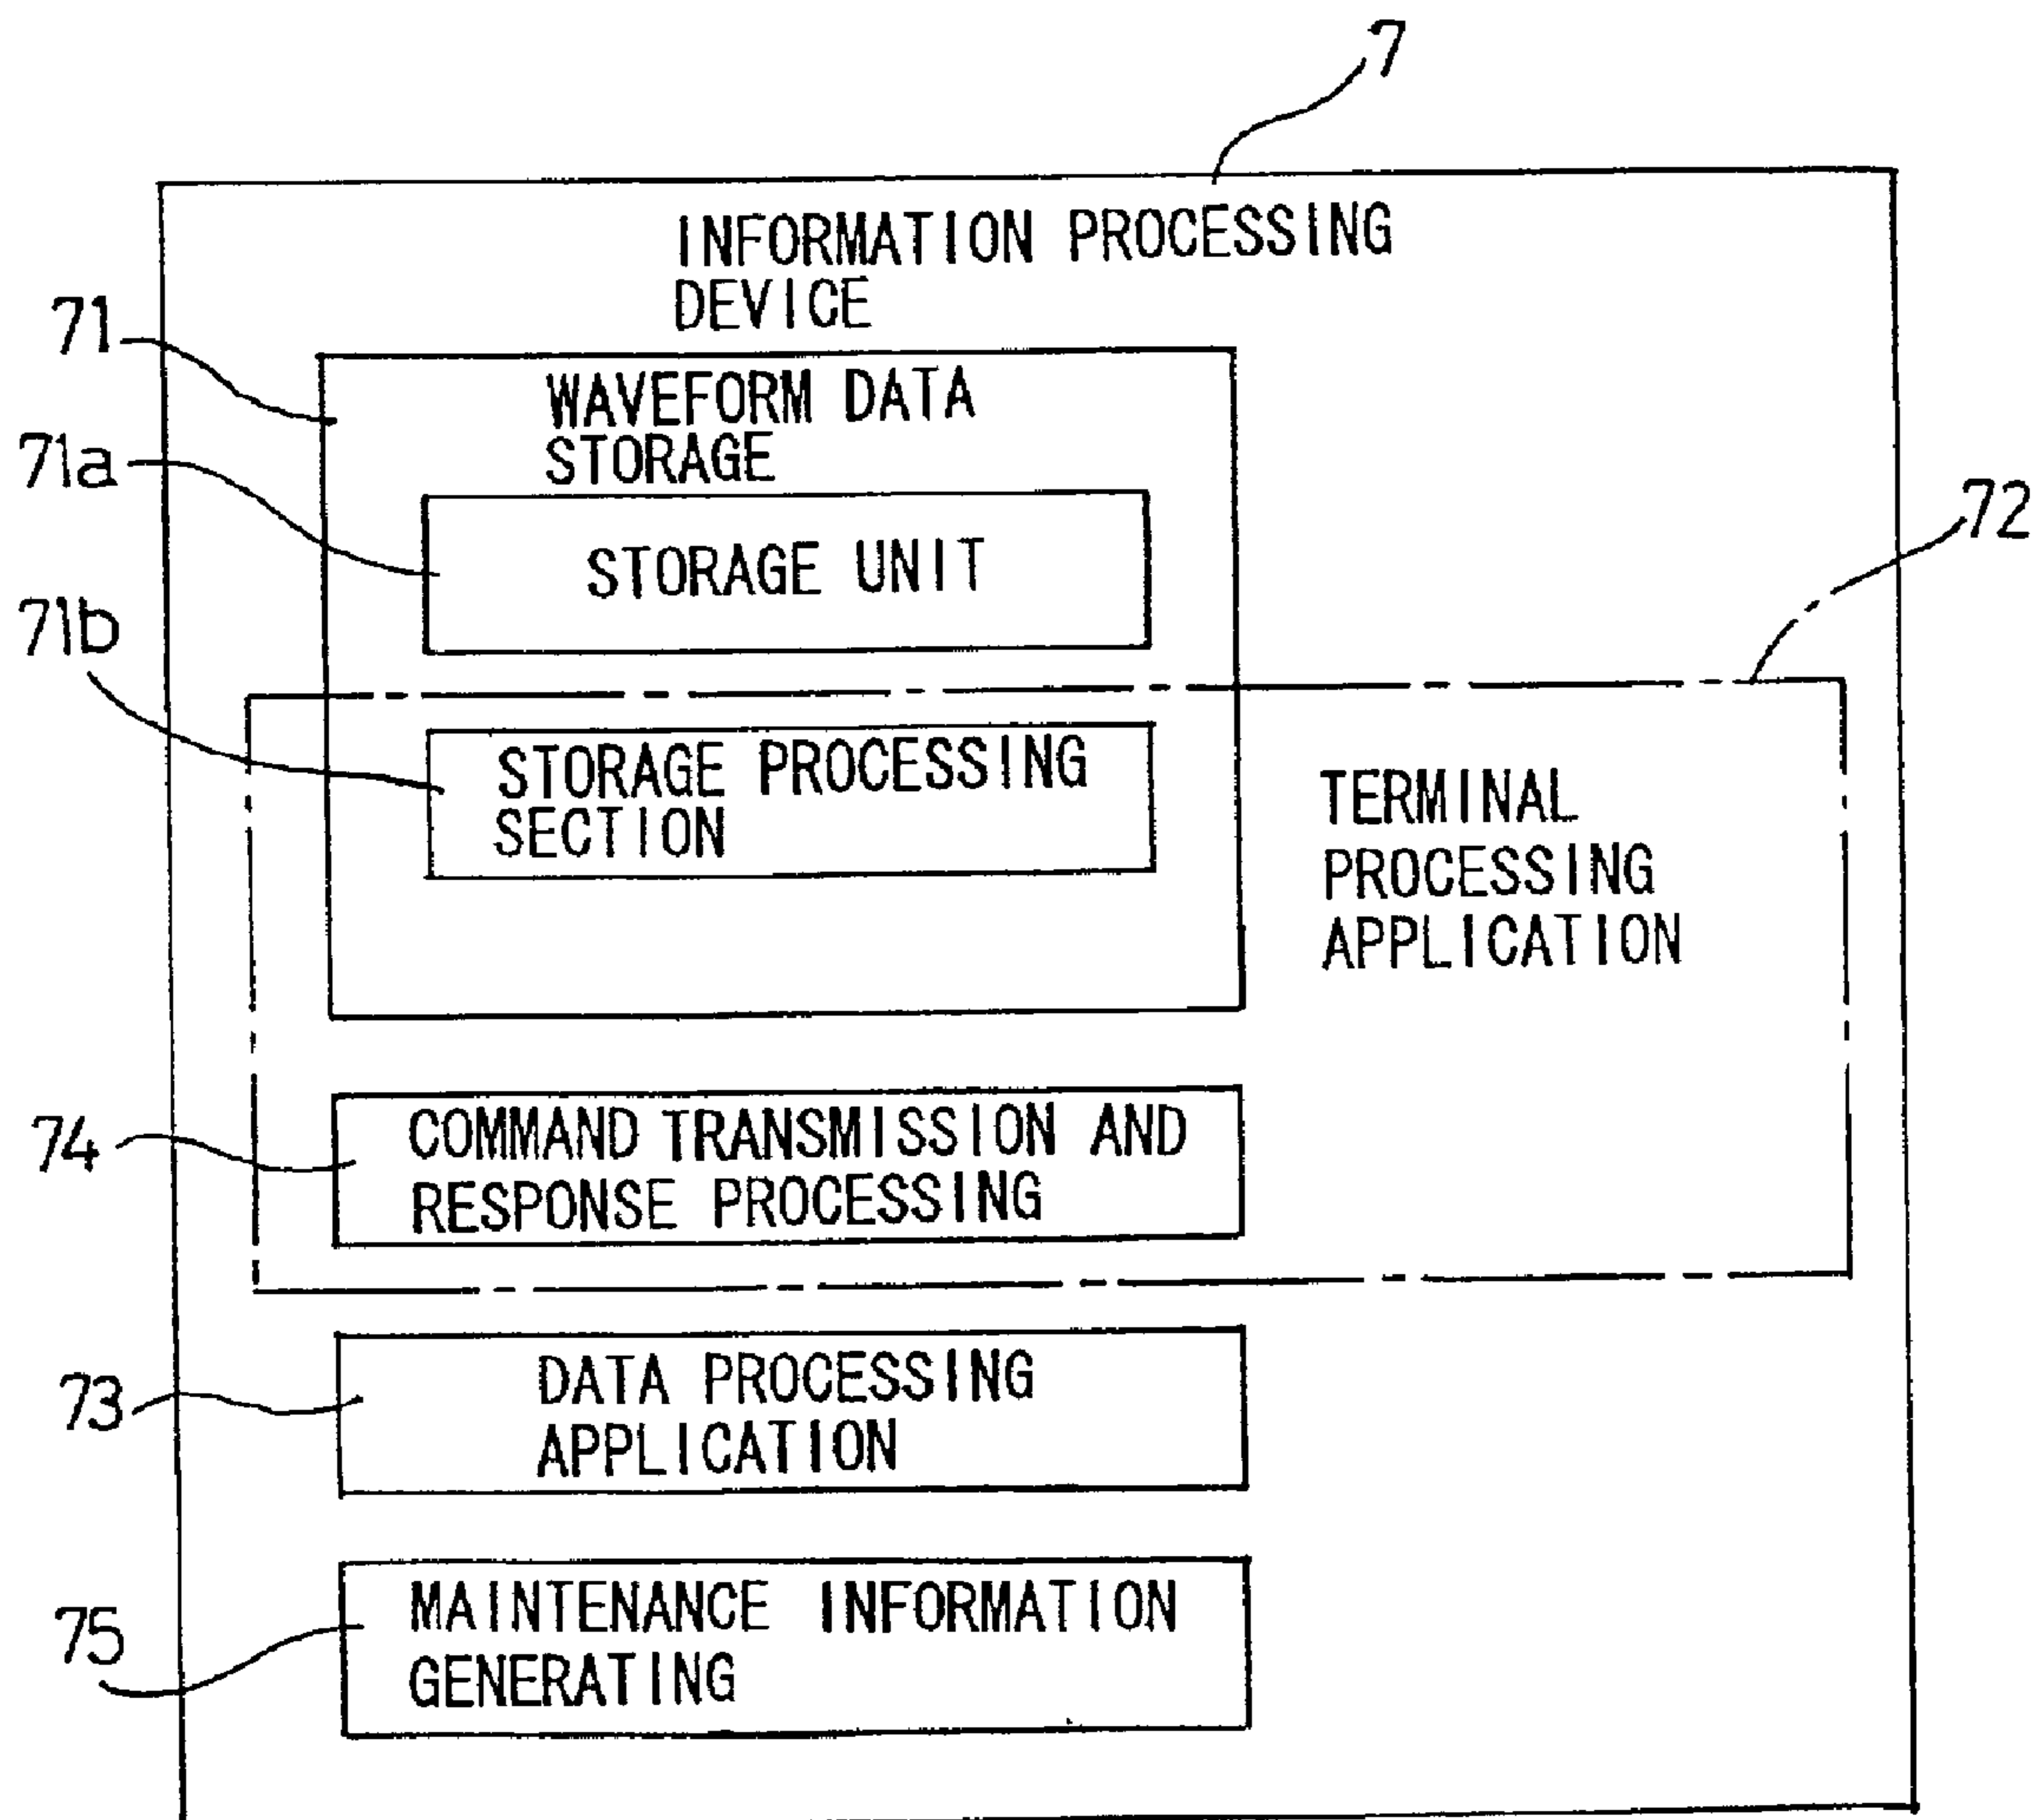 7
INFORMATION PROCESSING
DEVICE
71
WAVEFORM DATA
STORAGE
71a
STORAGE UNIT
72
71b
STORAGE PROCESSING
SECTION
TERMINAL
PROCESSING
APPLICATION
74
COMMAND TRANSMISSION AND
RESPONSE PROCESSING
73
DATA PROCESSING
APPLICATION
75
MAINTENANCE INFORMATION
GENERATING